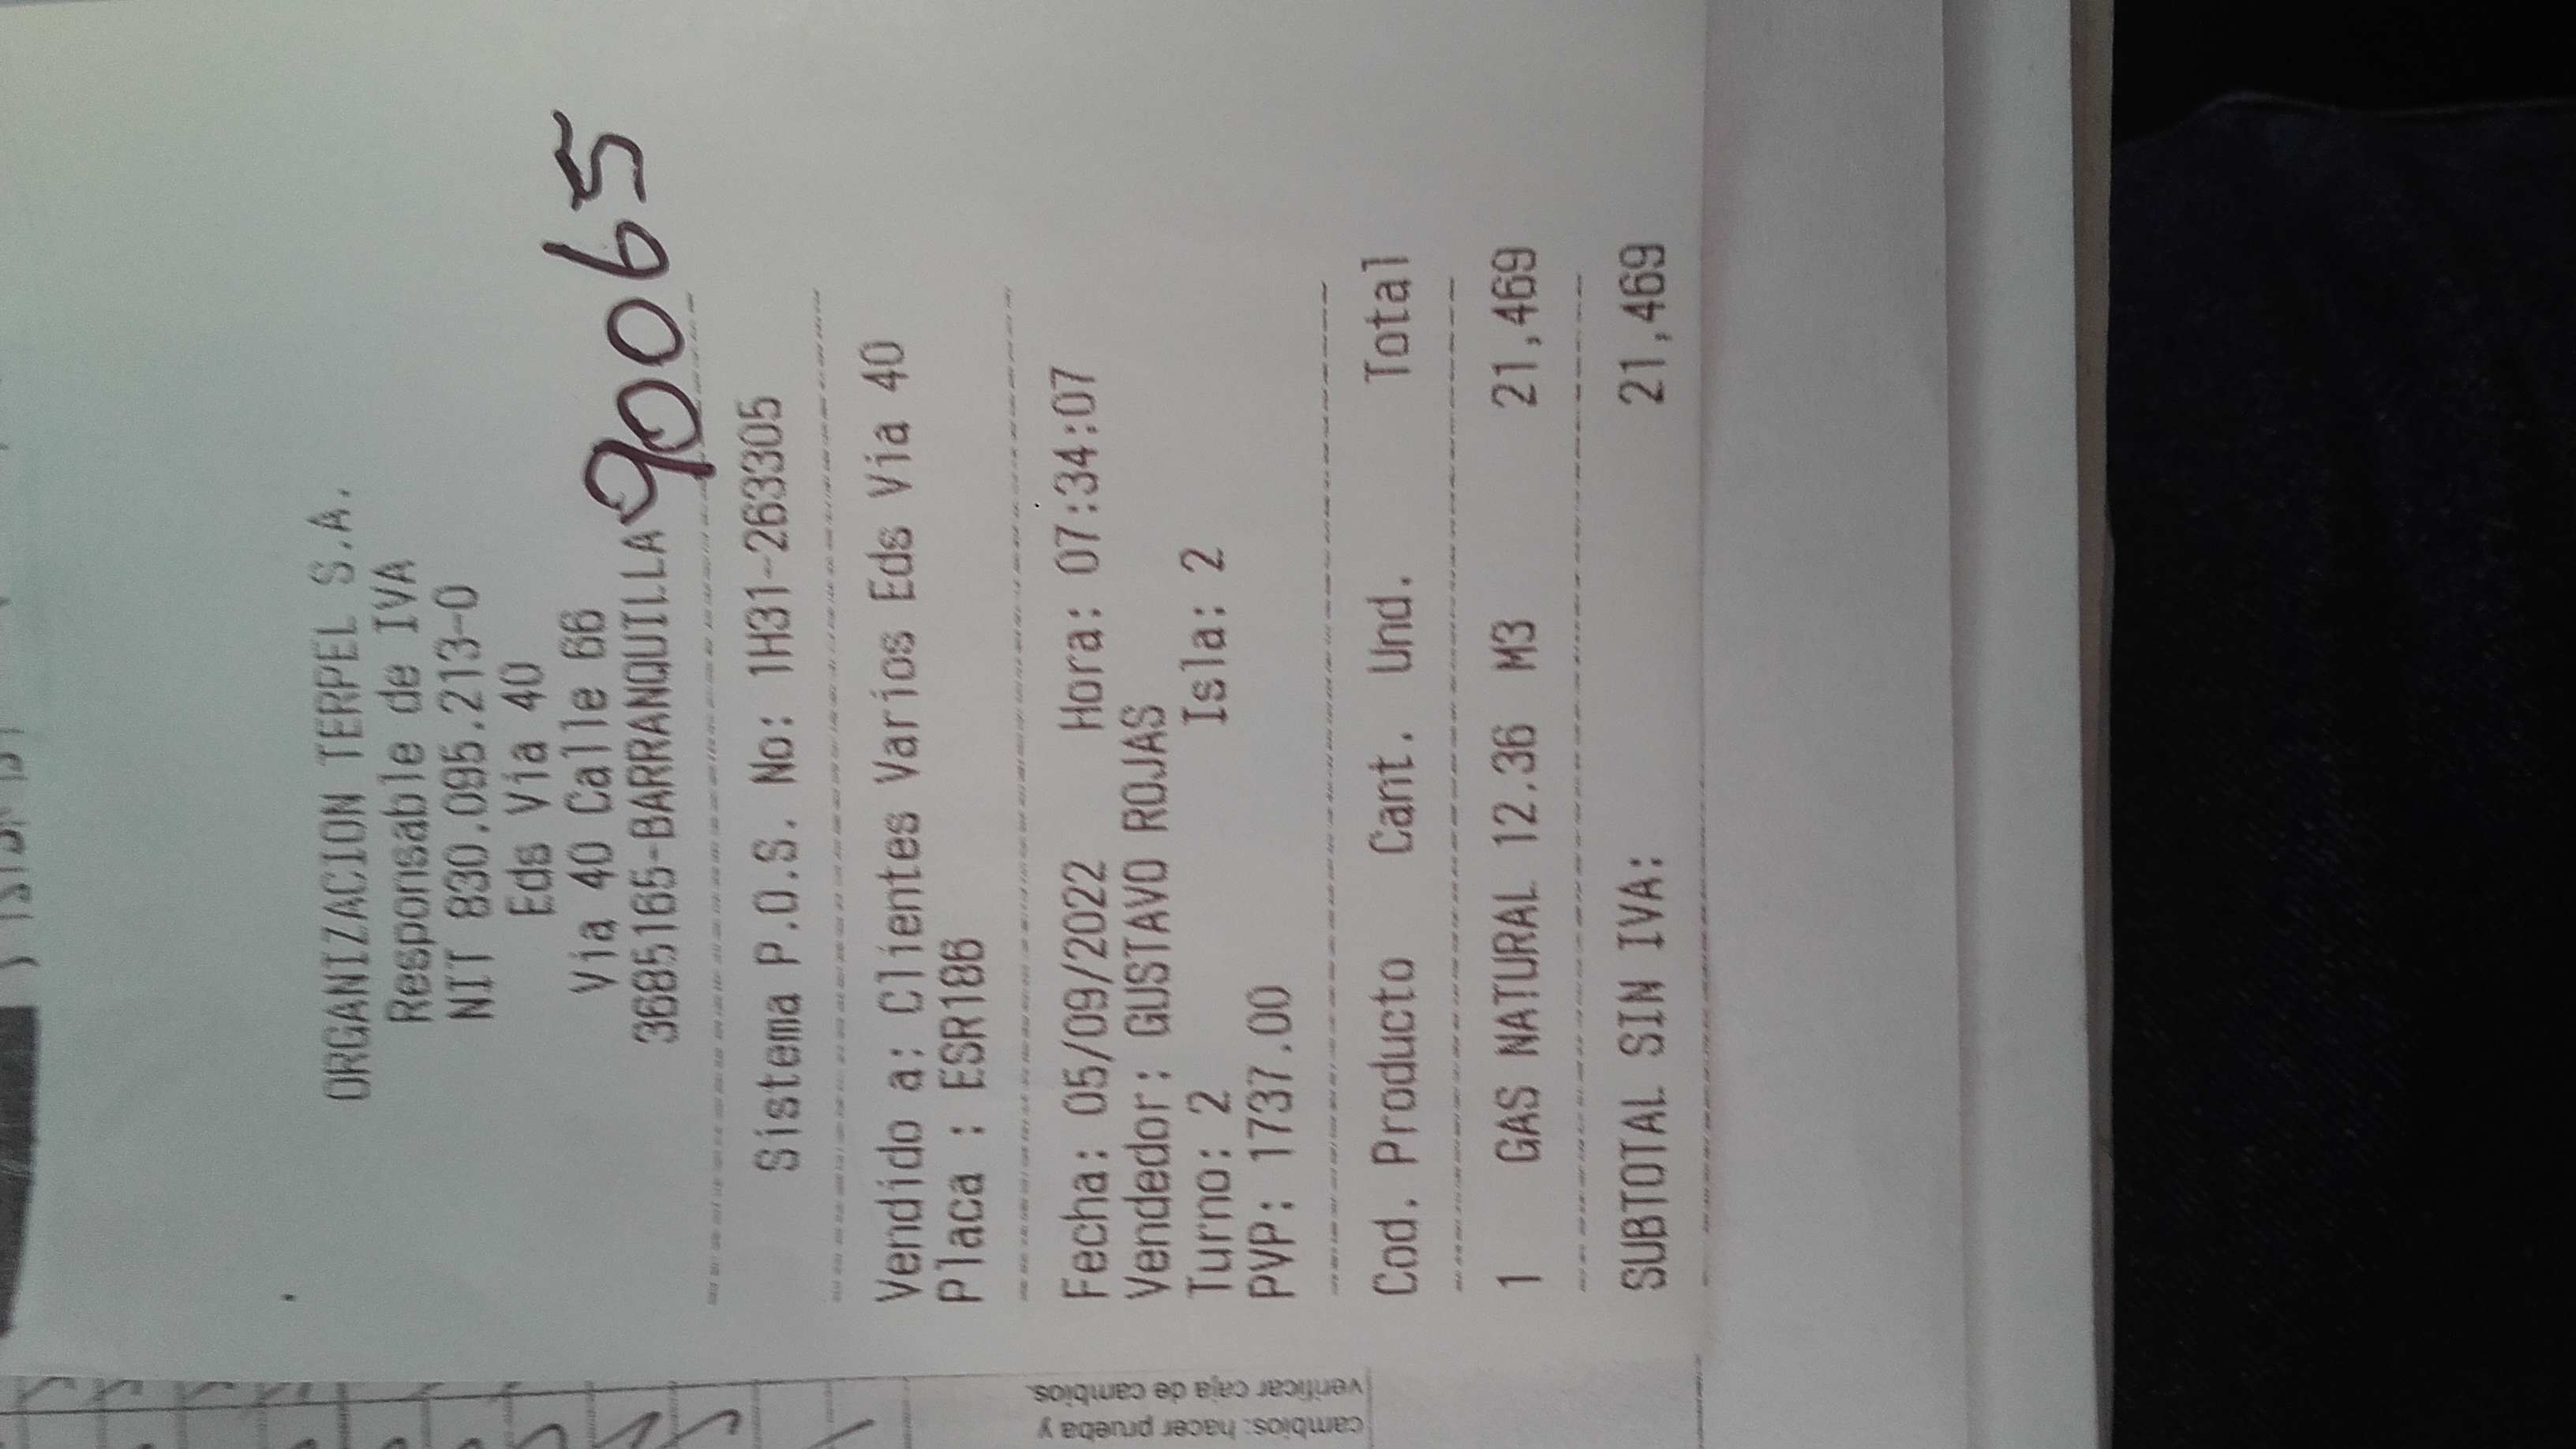 ORGANIZACION TERPEL S.A.
Responsable de IVA
NIT 830.095.213-0
Eds Via 40
Via 40 Calle 66
3685165-BARRANQUILLA
90065
Sistema P.O.S. No: 1H31-263305
Vendido a: Clientes Varios Eds Via 40
Placa : ESR186
Fecha: 05/09/2022 Hora: 07:34:07
Vendedor: GUSTAVO ROJAS
Turno: 2 Isla: 2
PVP: 1737.00
Cod. Producto Cant. Und. Total
1 GAS NATURAL 12.36 M3 21,469
SUBTOTAL SIN IVA: 21,469
cambios: hacer prueba y
verificar caja de cambios.